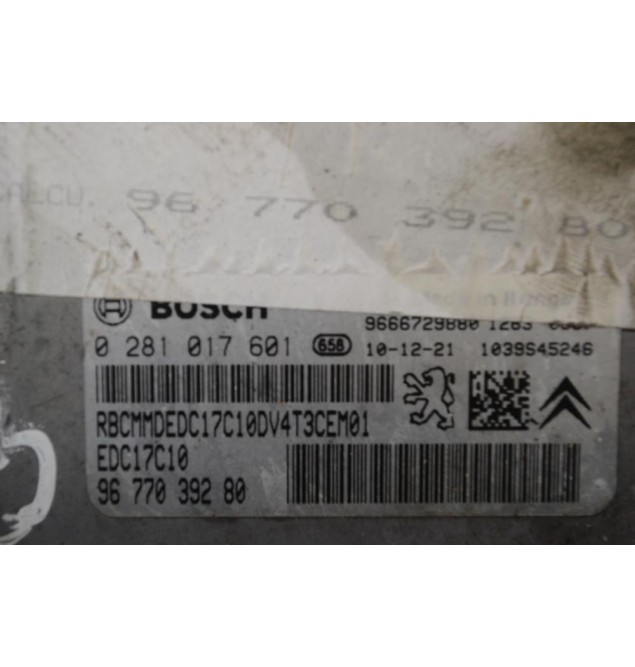 CALCU. 96 770 392 80
BOSCH
9666729880 1283
0 281 017 601 658 10-12-21 1039S45246
RBCMMDEDC17C10DV4T3CEM01
EDC17C10
96 770 392 80